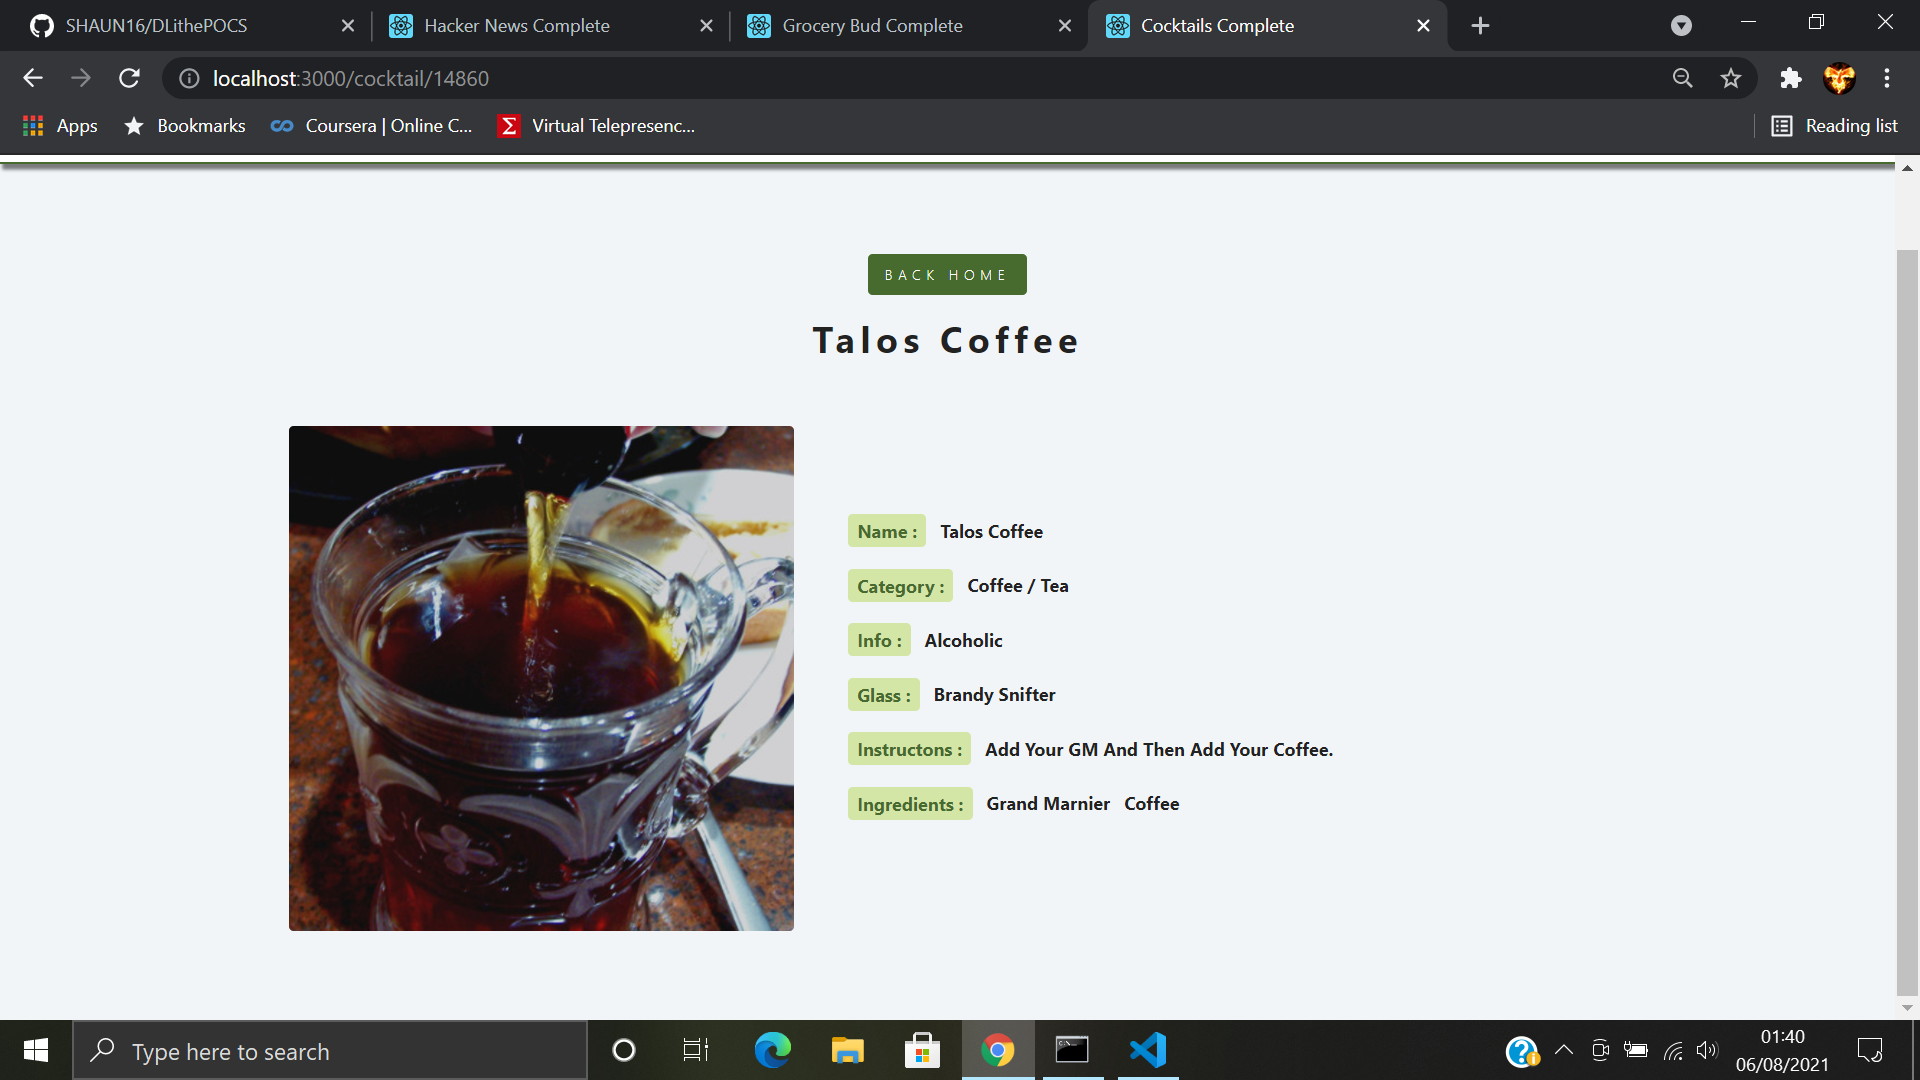 SHAUN16/DLithePOCS
Hacker News Complete
Grocery Bud Complete
Cocktails Complete
localhost:3000/cocktail/14860
Apps
Bookmarks
Coursera | Online C...
Virtual Telepresenc...
Reading list
BACK HOME
Talos Coffee
Name : Talos Coffee
Category : Coffee / Tea
Info : Alcoholic
Glass : Brandy Snifter
Instructons : Add Your GM And Then Add Your Coffee.
Ingredients : Grand Marnier Coffee
Type here to search
01:40
06/08/2021